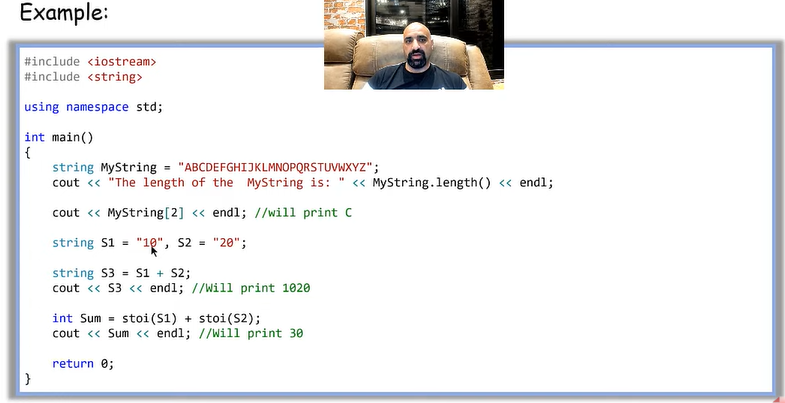 Example:
#include <iostream>
#include <string>
using namespace std;
int main()
{
string MyString = "ABCDEFGHIJKLMNOPQRSTUVWXYZ";
cout << "The length of the  MyString is: " << MyString.length() << endl;
cout << MyString[2] << endl; //will print C
string S1 = "10", S2 = "20";
string S3 = S1 + S2;
cout << S3 << endl; //Will print 1020
int Sum = stoi(S1) + stoi(S2);
cout << Sum << endl; //Will print 30
return 0;
}